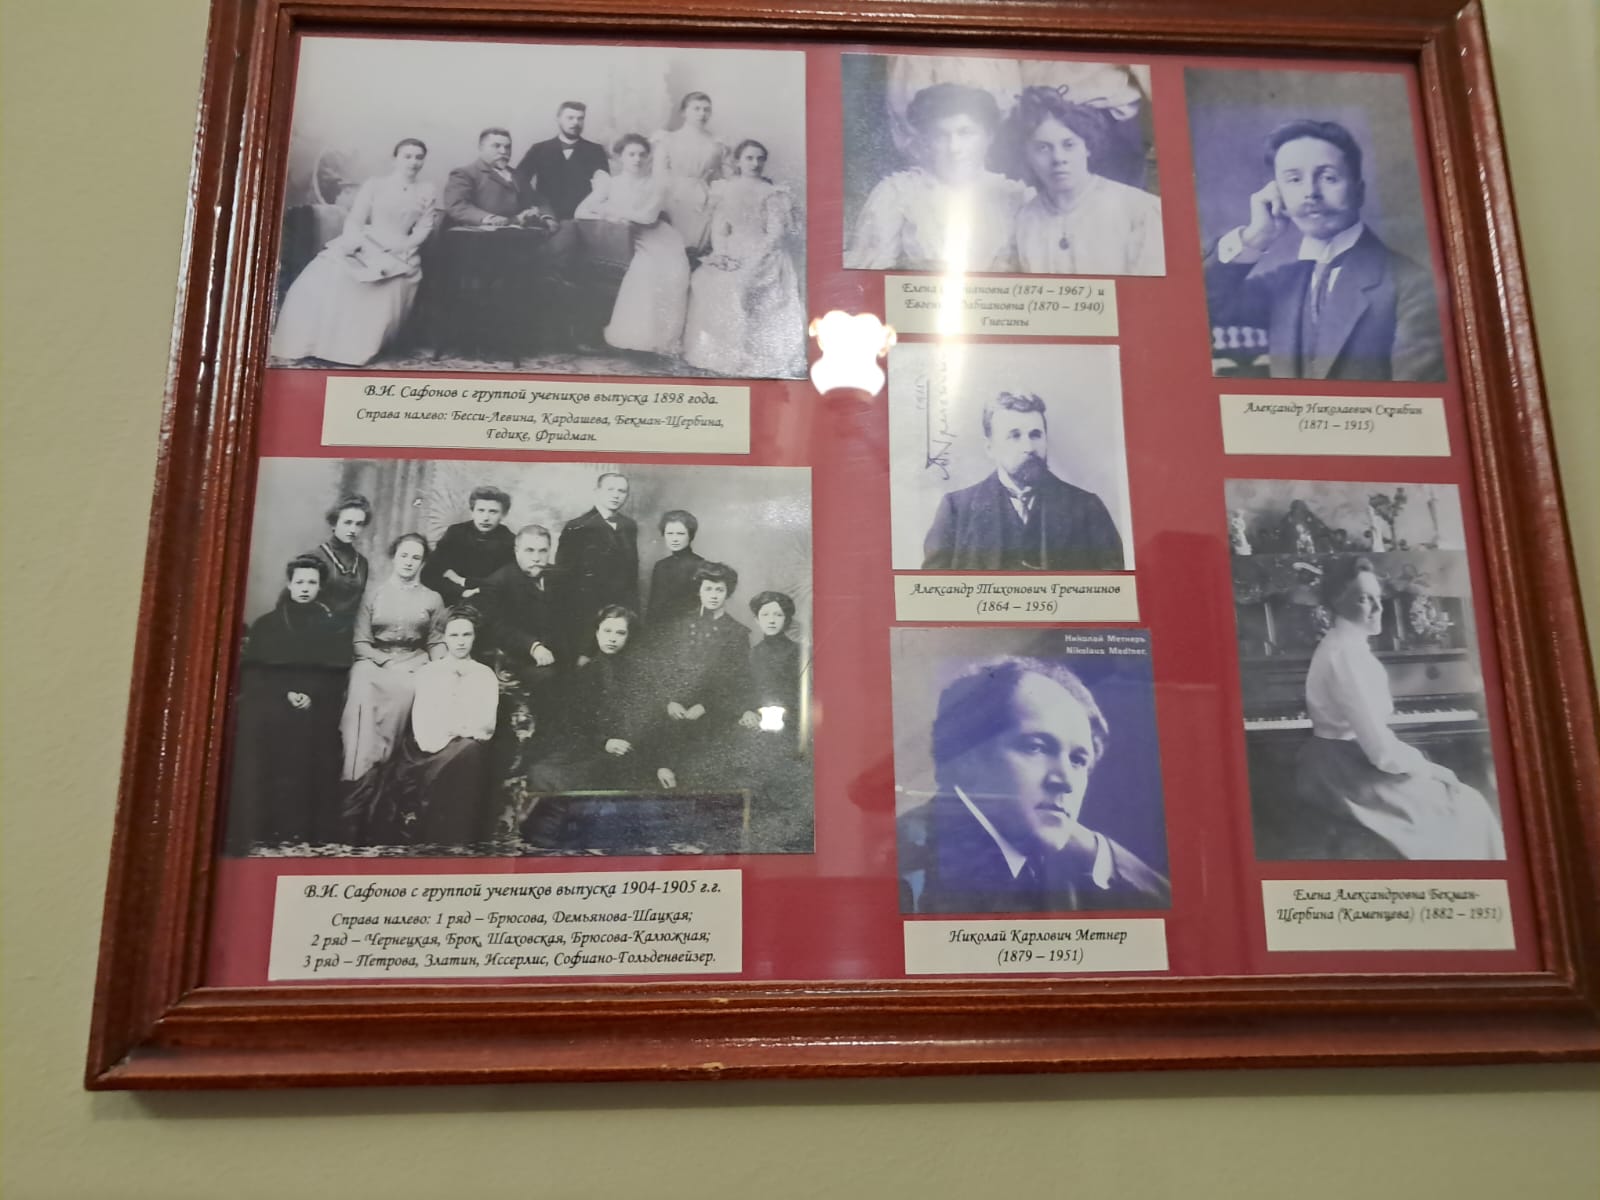 В.И. Сафонов с группой учеников выпуска 1898 года.
Справа налево: Бесси-Левина, Кардашева, Бекман-Щербина,
Гедике, Фридман.
В.И. Сафонов с группой учеников выпуска 1904-1905 г.г.
Справа налево: 1 ряд – Брюсова, Демьянова-Шацкая;
2 ряд – Чернецкая, Брок, Шаховская, Брюсова-Калюжная;
3 ряд – Петрова, Златин, Иссерлис, Софиано-Гольденвейзер.
Елена (1874 – 1967) и
(1870 – 1940)
Гнесины
Александр Тихонович Гречанинов
(1864 – 1956)
Николай Метнеръ
Nikolaus Medtner.
Николай Карлович Метнер
(1879 – 1951)
Александр Николаевич Скрябин
(1871 – 1915)
Елена Александровна Бекман-
Щербина (Каменцева) (1882 – 1951)